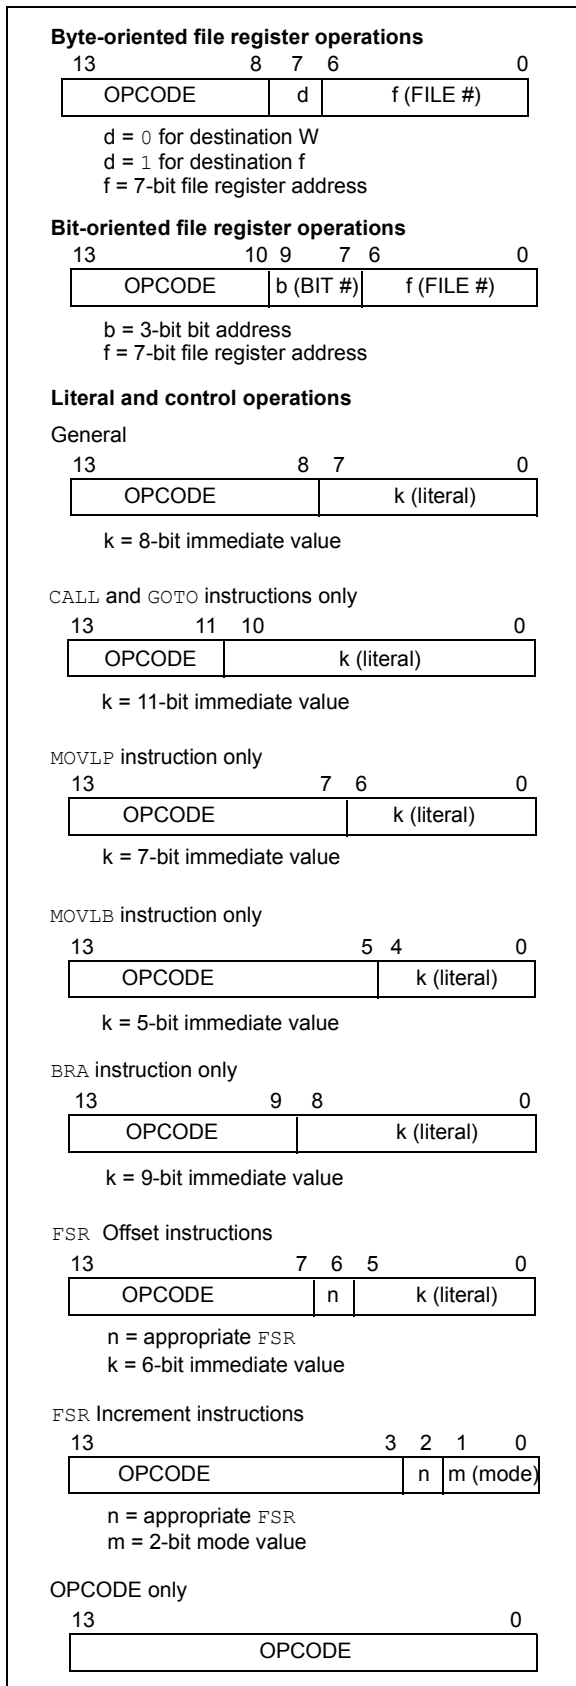 Byte-oriented file register operations
13 8 7 6 0
OPCODE d f (FILE #)
d = 0 for destination W
d = 1 for destination f
f = 7-bit file register address
Bit-oriented file register operations
13 10 9 7 6 0
OPCODE b (BIT #) f (FILE #)
b = 3-bit bit address
f = 7-bit file register address
Literal and control operations
General
13 8 7 0
OPCODE k (literal)
k = 8-bit immediate value
CALL and GOTO instructions only
13 11 10 0
OPCODE k (literal)
k = 11-bit immediate value
MOVLP instruction only
13 7 6 0
OPCODE k (literal)
k = 7-bit immediate value
MOVLB instruction only
13 5 4 0
OPCODE k (literal)
k = 5-bit immediate value
BRA instruction only
13 9 8 0
OPCODE k (literal)
k = 9-bit immediate value
FSR Offset instructions
13 7 6 5 0
OPCODE n k (literal)
n = appropriate FSR
k = 6-bit immediate value
FSR Increment instructions
13 3 2 1 0
OPCODE n m (mode)
n = appropriate FSR
m = 2-bit mode value
OPCODE only
13 0
OPCODE